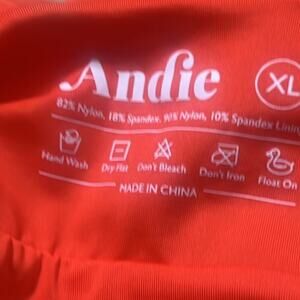 Andie
XL
82% Nylon, 18% Spandex, 90% Nylon, 10% Spandex Lining
Hand Wash Dry Flat Don't Bleach Don't Iron Float On
MADE IN CHINA